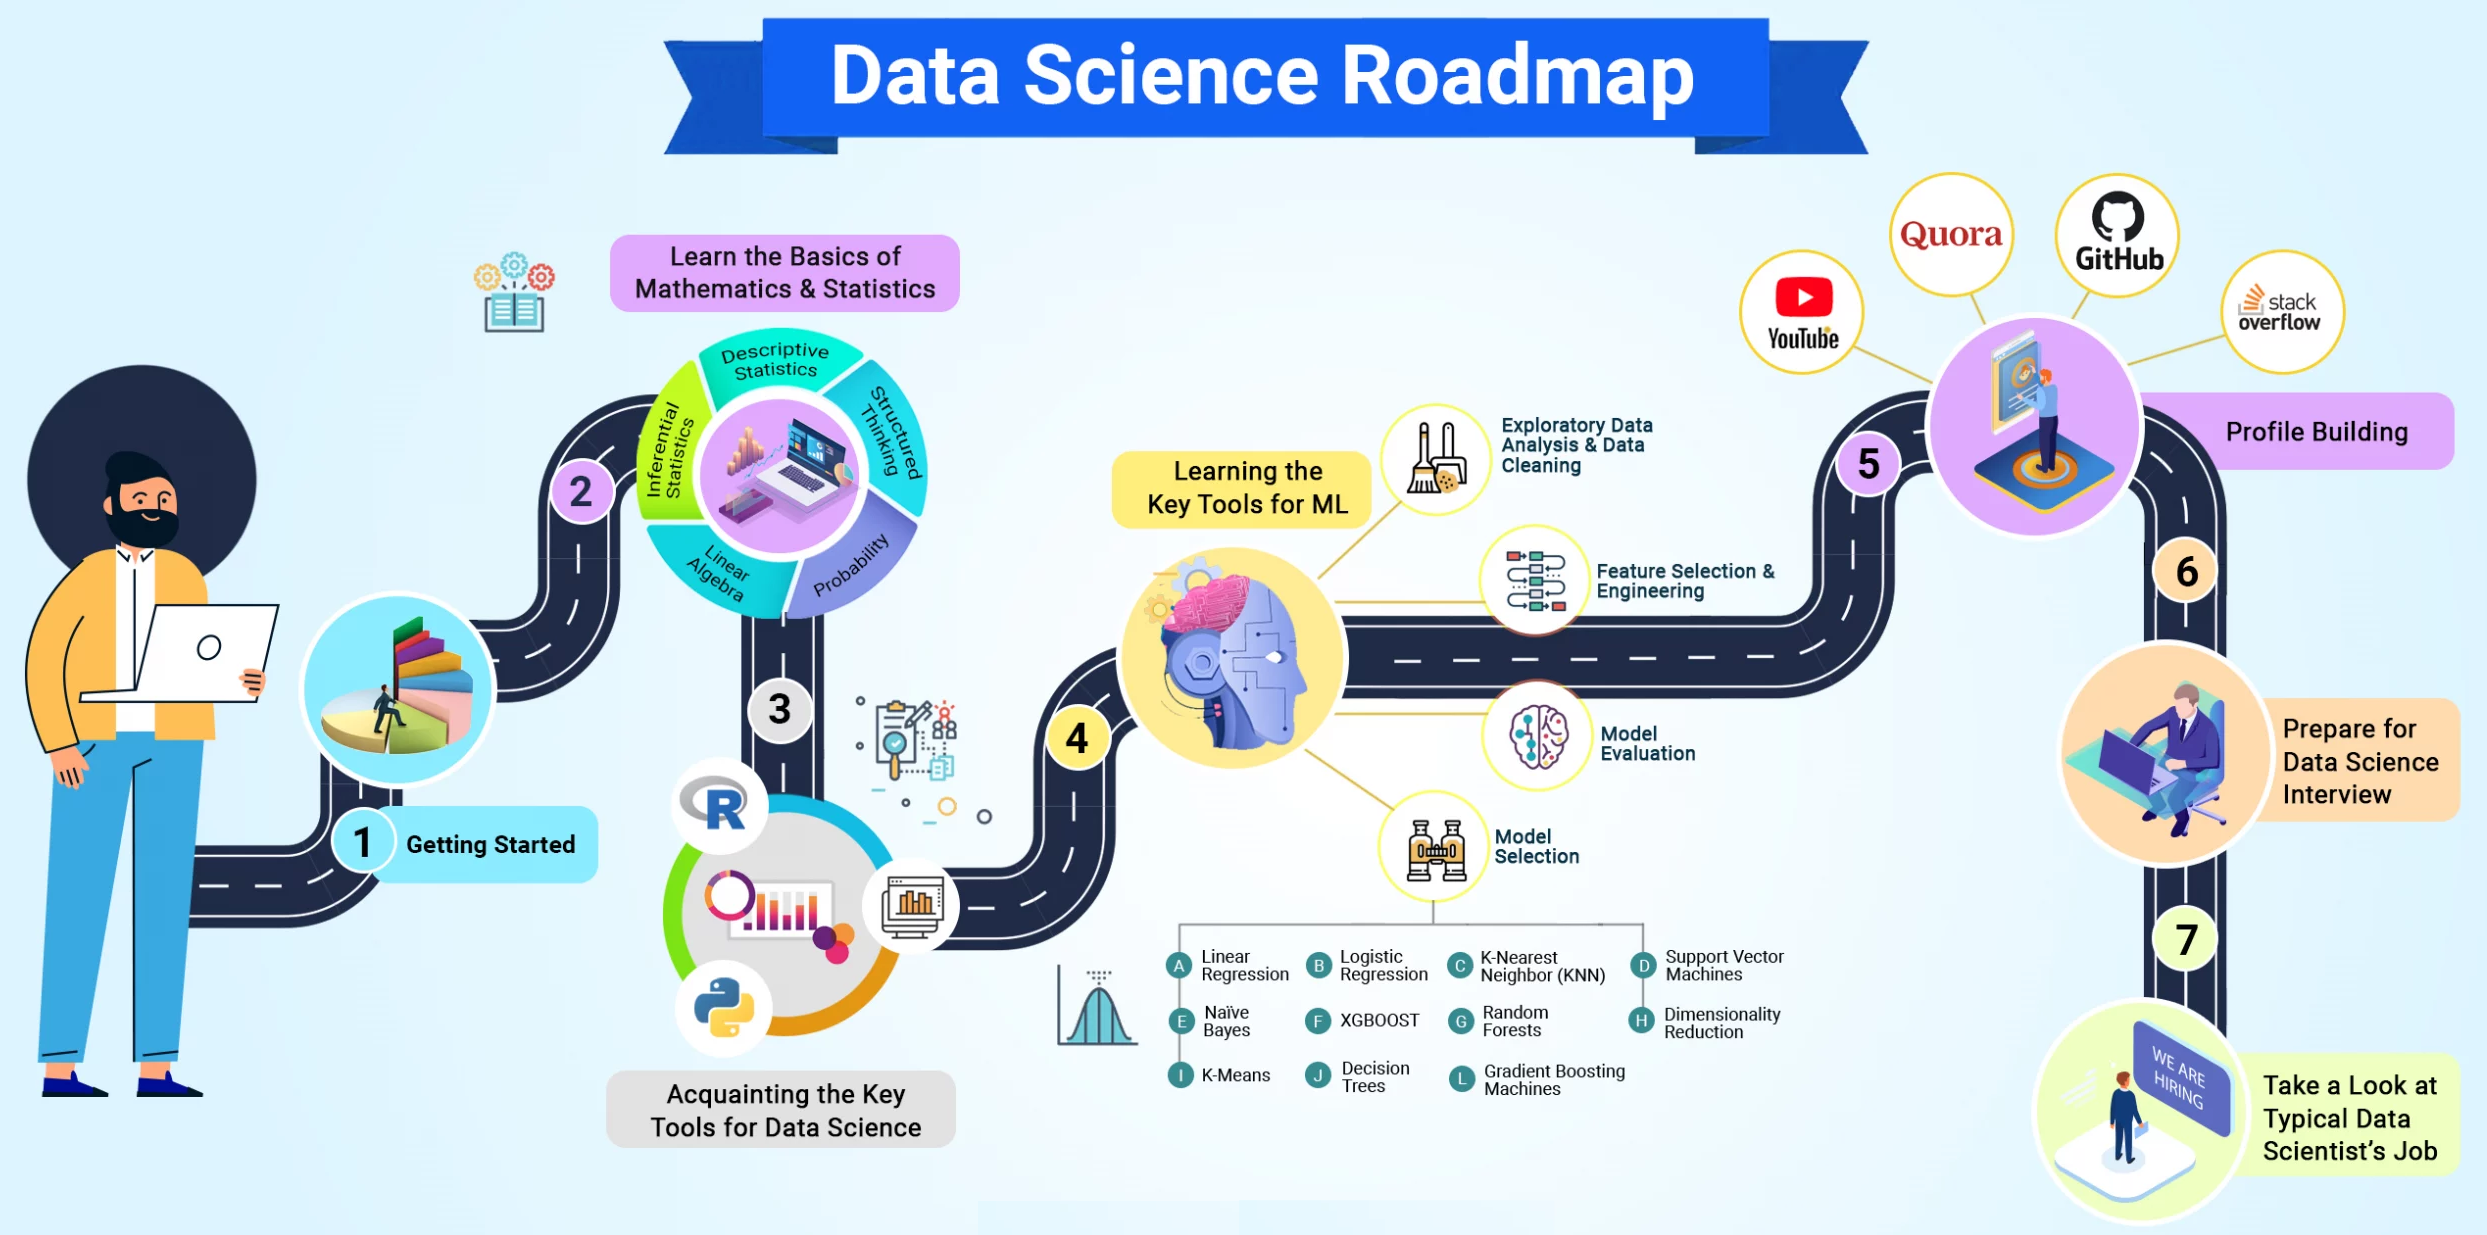 Data Science Roadmap
1
Getting Started
2
Learn the Basics of
Mathematics & Statistics
Descriptive
Statistics
Structured
Thinking
Probability
Linear
Algebra
Inferential
Statistics
3
R
Acquainting the Key
Tools for Data Science
4
Learning the
Key Tools for ML
Exploratory Data
Analysis & Data
Cleaning
Feature Selection &
Engineering
Model
Evaluation
Model
Selection
A
Linear
Regression
B
Logistic
Regression
C
K-Nearest
Neighbor (KNN)
D
Support Vector
Machines
E
Naïve
Bayes
F
XGBOOST
G
Random
Forests
H
Dimensionality
Reduction
I
K-Means
J
Decision
Trees
L
Gradient Boosting
Machines
5
YouTube
Quora
GitHub
stack
overflow
Profile Building
6
Prepare for
Data Science
Interview
7
WE ARE
HIRING
Take a Look at
Typical Data
Scientist's Job